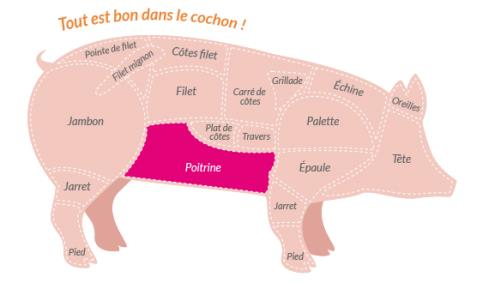 Tout est bon dans le cochon !
Pointe de filet
Filet mignon
Côtes filet
Filet
Carré de
côtes
Grillade
Échine
Oreilles
Jambon
Plat de
côtes
Travers
Palette
Tête
Poitrine
Épaule
Jarret
Jarret
Pied
Pied